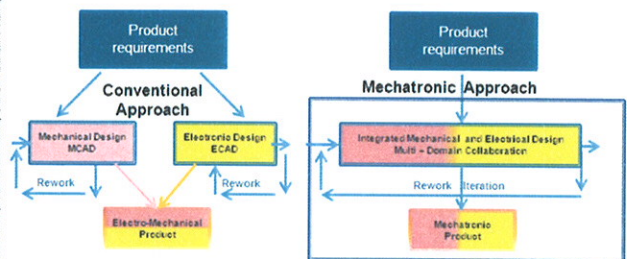 Product
requirements
Conventional
Approach
Mechanical Design
MCAD
Electronic Design
ECAD
Rework
Rework
Electro-Mechanical
Product
Product
requirements
Mechatronic Approach
Integrated Mechanical and Electrical Design
Multi – Domain Collaboration
Rework Iteration
Mechatronic
Product